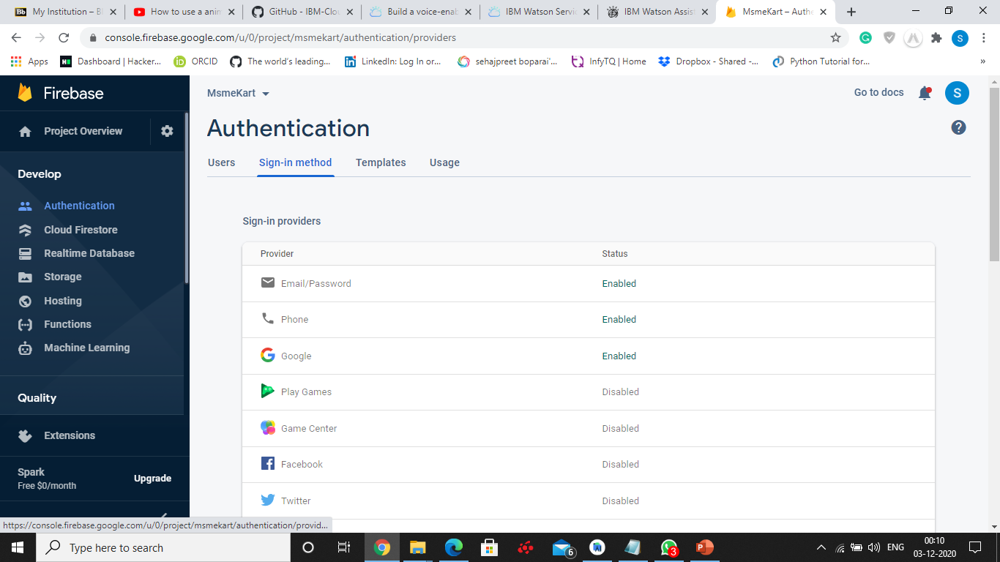 My Institution – Bl
How to use a anim
GitHub - IBM-Clou
Build a voice-enab
IBM Watson Servic
IBM Watson Assist
MsmeKart – Authe
console.firebase.google.com/u/0/project/msmekart/authentication/providers
Apps
Dashboard | Hacker...
ORCID
The world's leading...
LinkedIn: Log In or...
sehajpreet boparai'...
InfyTQ | Home
Dropbox - Shared -...
Python Tutorial for...
»
Firebase
Project Overview
Develop
Authentication
Cloud Firestore
Realtime Database
Storage
Hosting
Functions
Machine Learning
Quality
Extensions
Spark
Free $0/month
Upgrade
MsmeKart
Go to docs
S
Authentication
Users
Sign-in method
Templates
Usage
Sign-in providers
Provider Status
Email/Password Enabled
Phone Enabled
Google Enabled
Play Games Disabled
Game Center Disabled
Facebook Disabled
Twitter Disabled
https://console.firebase.google.com/u/0/project/msmekart/authentication/provid...
Type here to search
6
3
ENG
00:10
03-12-2020